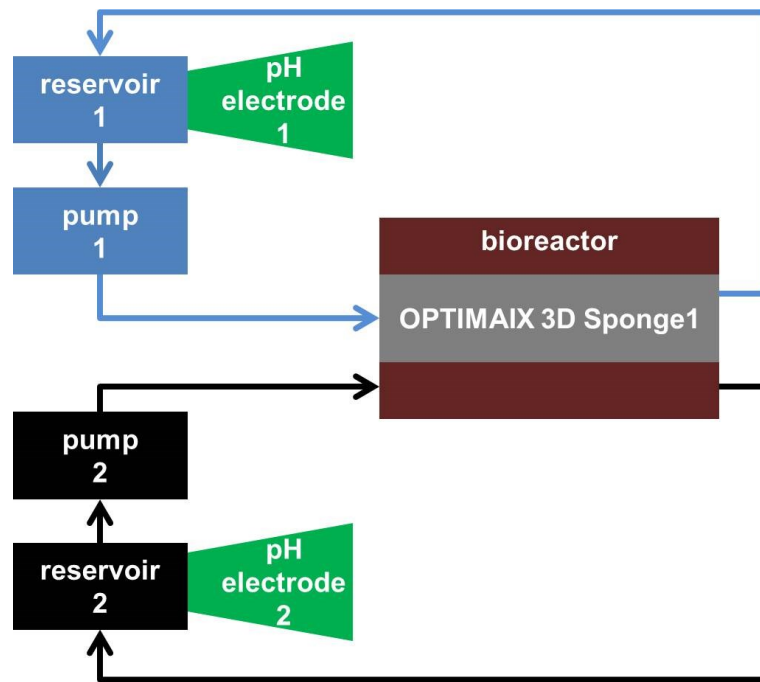 reservoir
1
pH
electrode
1
pump
1
bioreactor
OPTIMAIX 3D Sponge1
pump
2
reservoir
2
pH
electrode
2